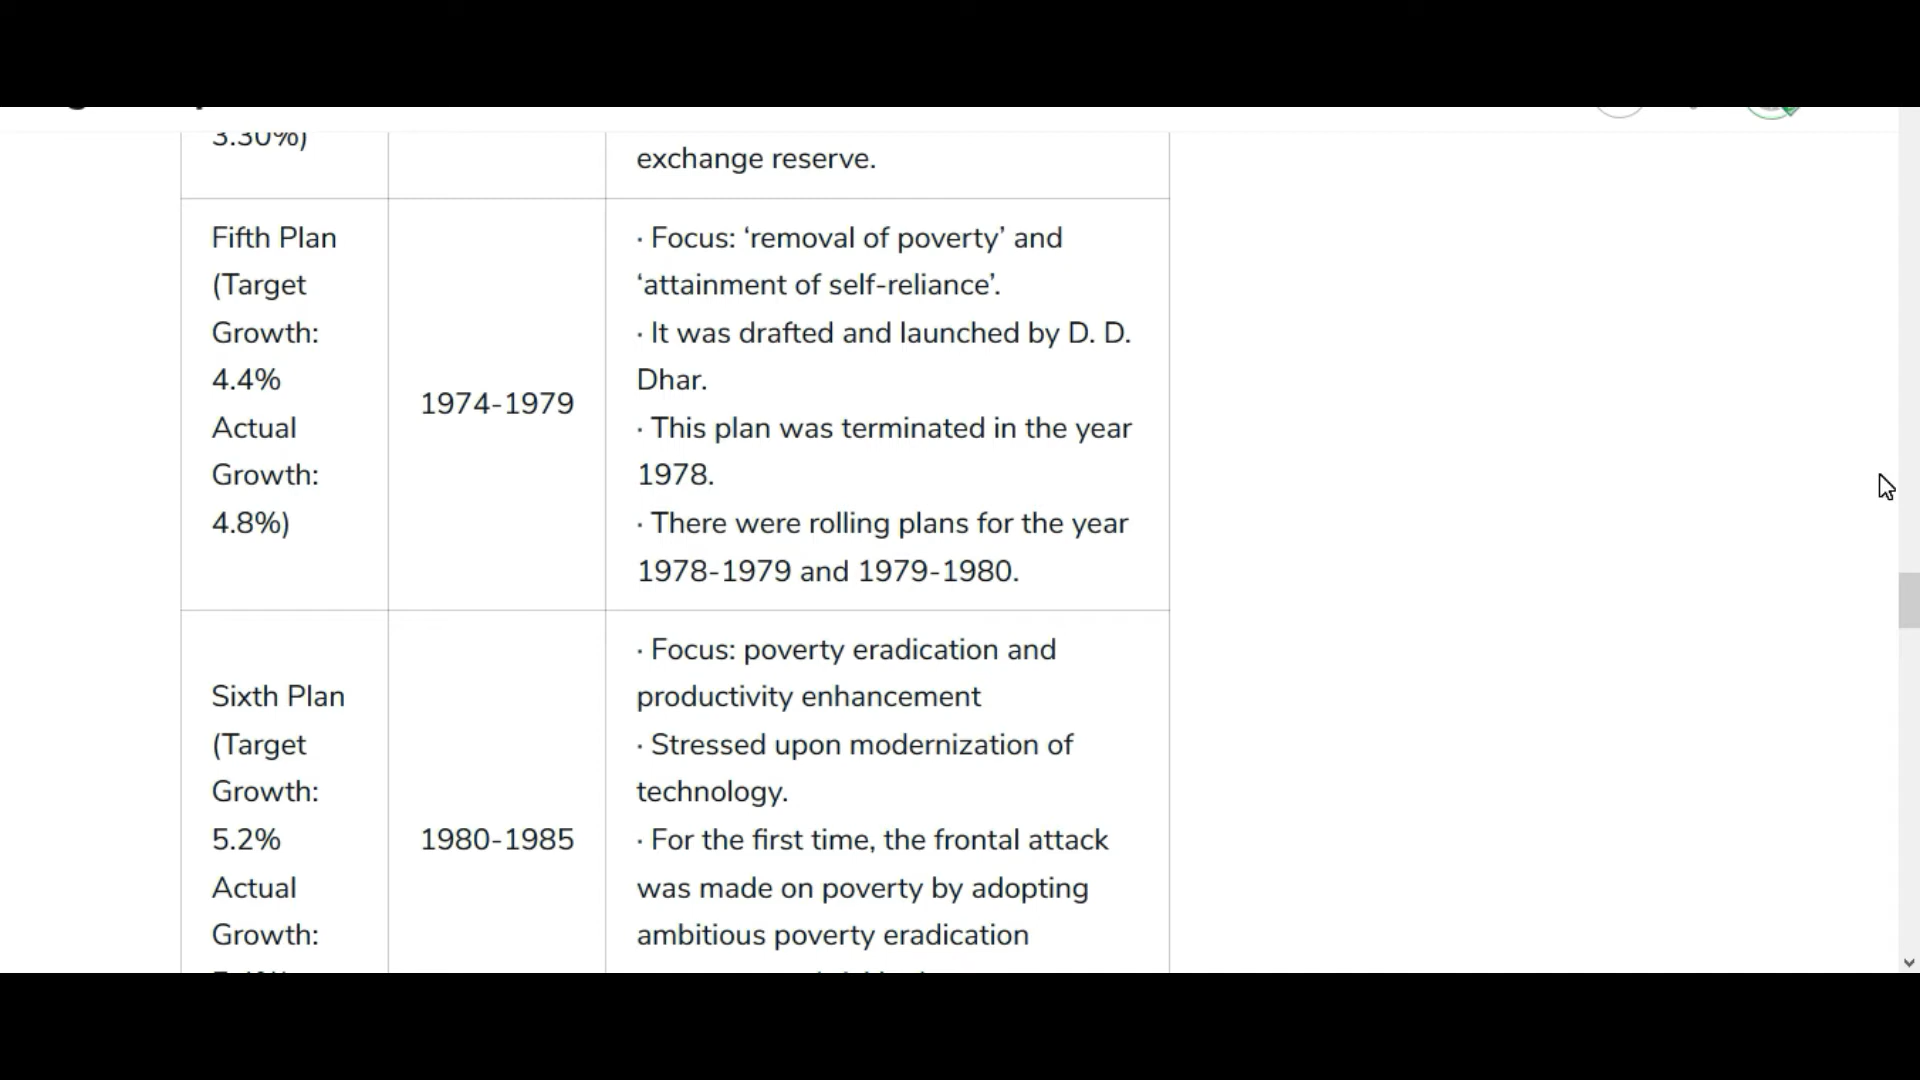 3.30%)
exchange reserve.
Fifth Plan
(Target
Growth:
4.4%
Actual
Growth:
4.8%)
1974-1979
· Focus: ‘removal of poverty’ and
‘attainment of self-reliance’.
· It was drafted and launched by D. D.
Dhar.
· This plan was terminated in the year
1978.
· There were rolling plans for the year
1978-1979 and 1979-1980.
Sixth Plan
(Target
Growth:
5.2%
Actual
Growth:
1980-1985
· Focus: poverty eradication and
productivity enhancement
· Stressed upon modernization of
technology.
· For the first time, the frontal attack
was made on poverty by adopting
ambitious poverty eradication